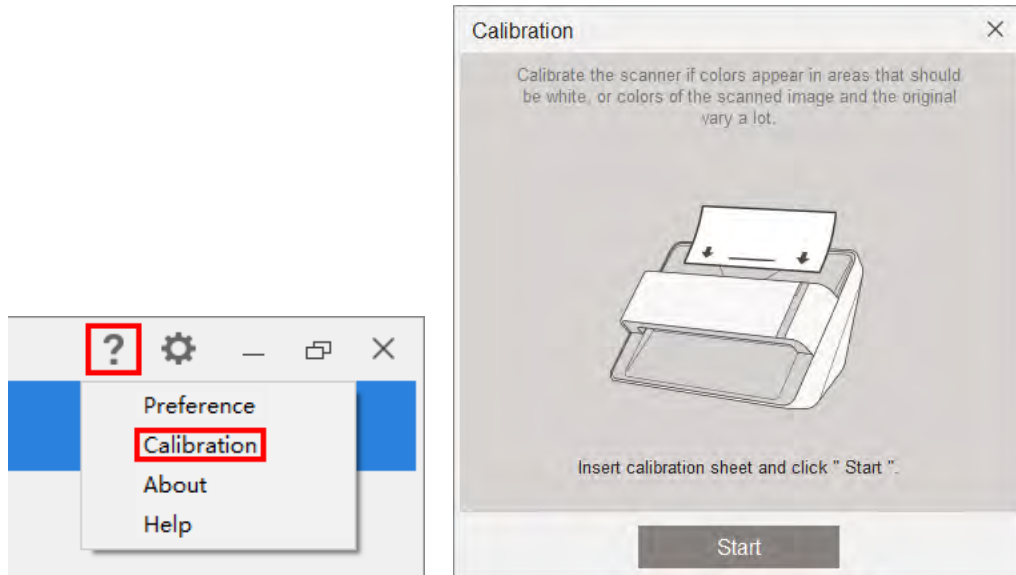 ?
Preference
Calibration
About
Help
Calibration
Calibrate the scanner if colors appear in areas that should
be white, or colors of the scanned image and the original
vary a lot.
Insert calibration sheet and click " Start ".
Start